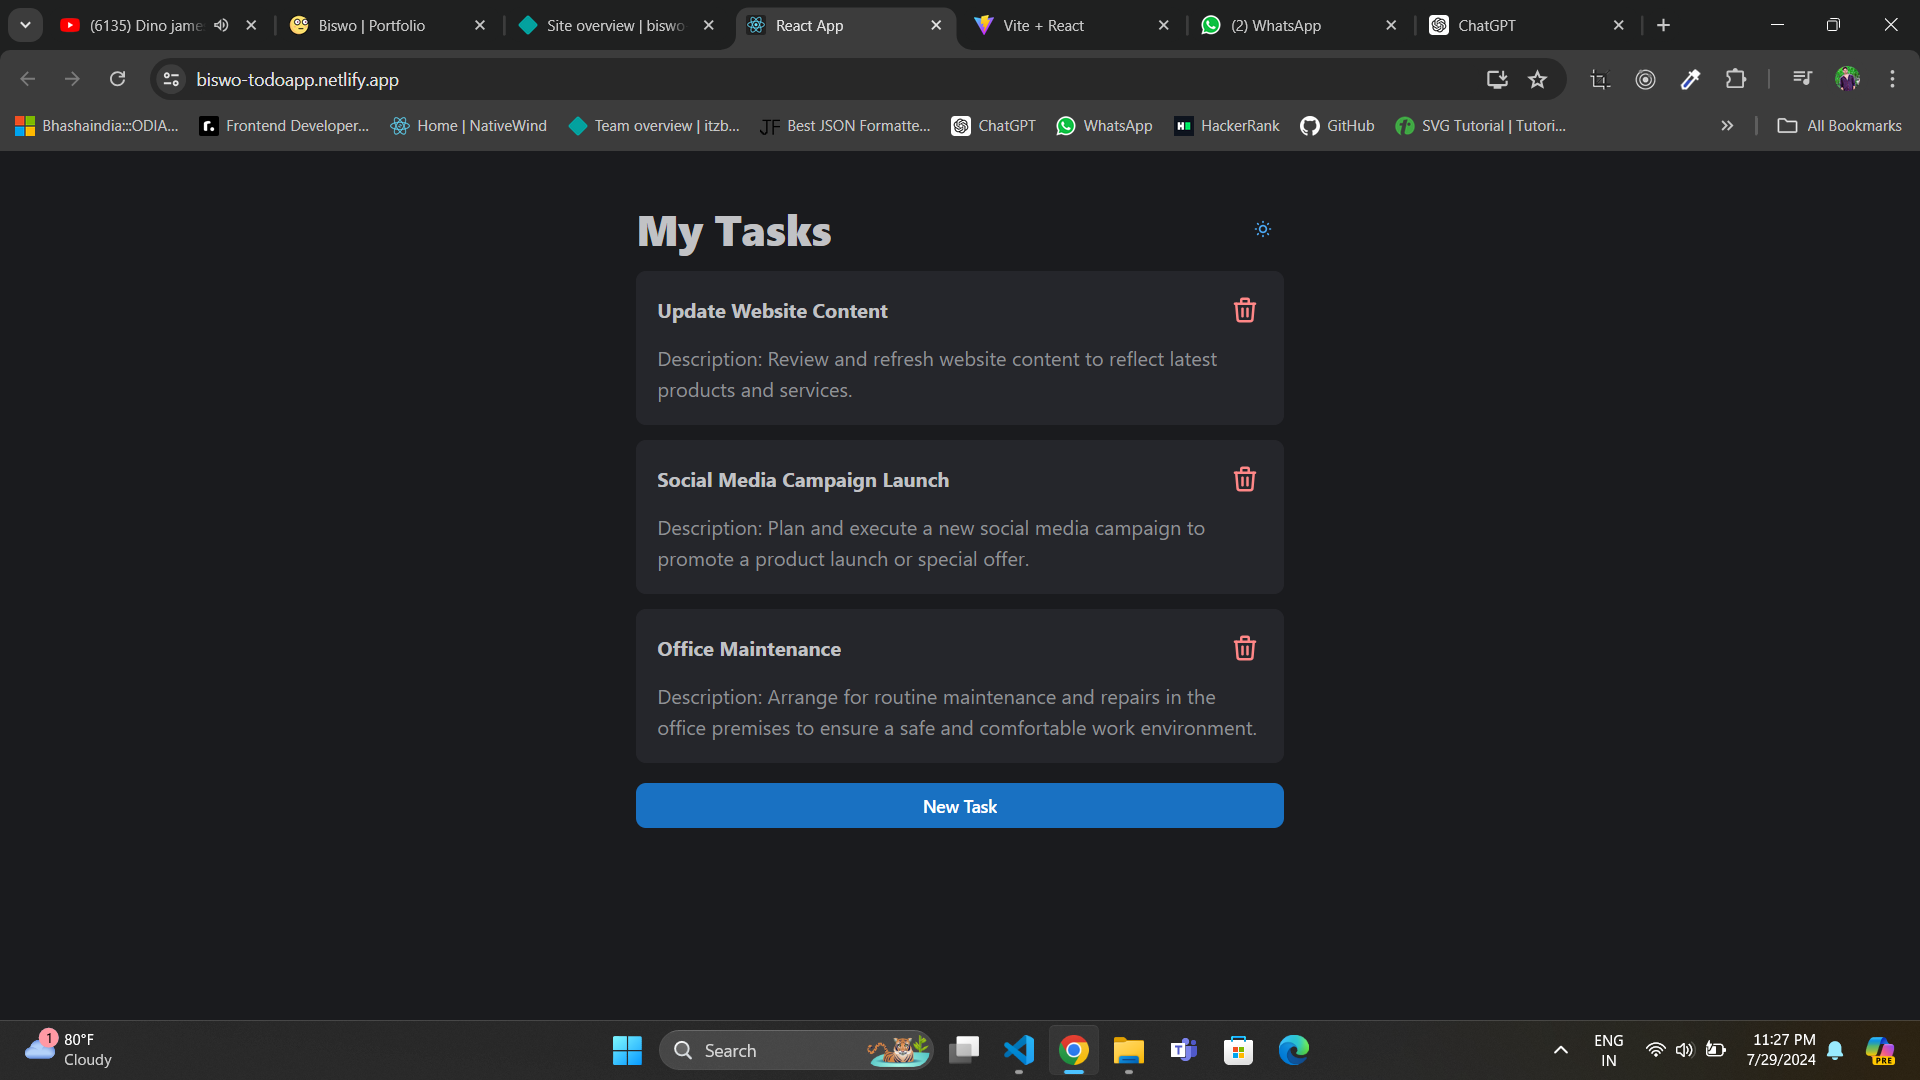 (6135) Dino jame
Biswo | Portfolio
Site overview | biswo
React App
Vite + React
(2) WhatsApp
ChatGPT
biswo-todoapp.netlify.app
Bhashaindia:::ODIA...
Frontend Developer...
Home | NativeWind
Team overview | itzb...
JF Best JSON Formatte...
ChatGPT
WhatsApp
HackerRank
GitHub
SVG Tutorial | Tutori...
All Bookmarks
My Tasks
Update Website Content
Description: Review and refresh website content to reflect latest
products and services.
Social Media Campaign Launch
Description: Plan and execute a new social media campaign to
promote a product launch or special offer.
Office Maintenance
Description: Arrange for routine maintenance and repairs in the
office premises to ensure a safe and comfortable work environment.
New Task
1
80°F
Cloudy
Search
ENG
IN
11:27 PM
7/29/2024
PRE